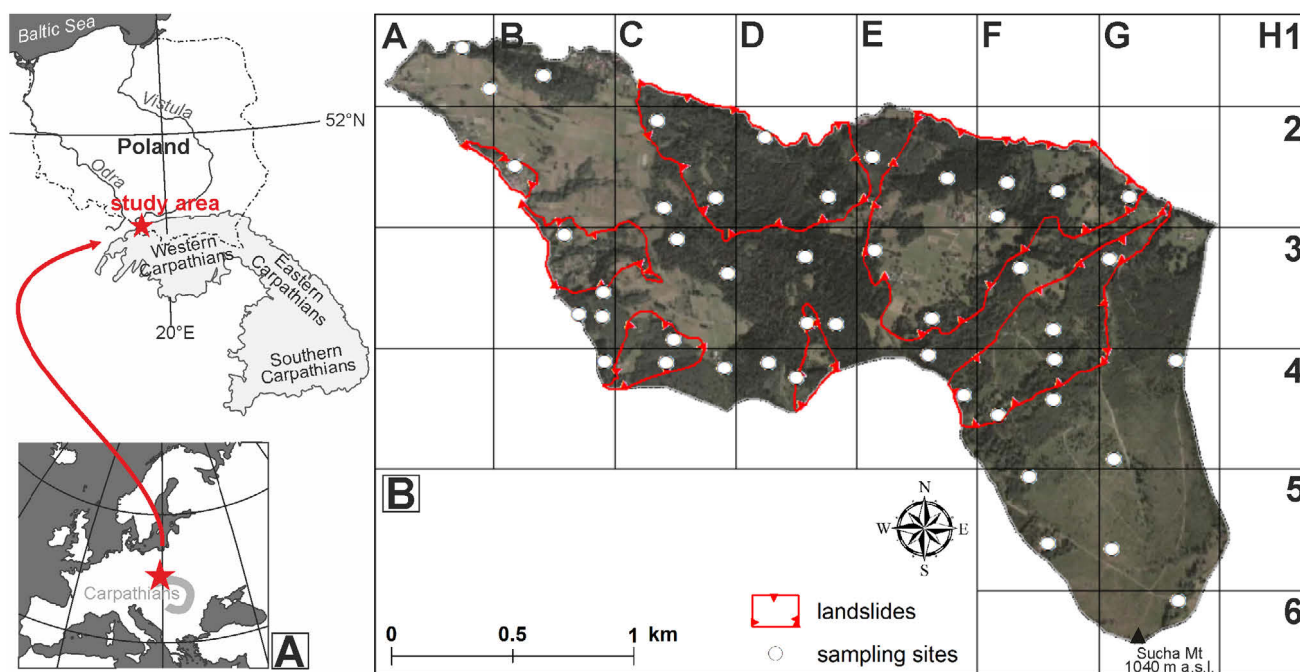 Baltic Sea
Vistula
52°N
Poland
Odra
study area
Western
Carpathians
Eastern
Carpathians
20°E
Southern
Carpathians
Carpathians
A
A
B
C
D
E
F
G
H1
2
3
4
5
6
B
N
W
E
S
landslides
0
0.5
1 km
sampling sites
Sucha Mt
1040 m a.s.l.